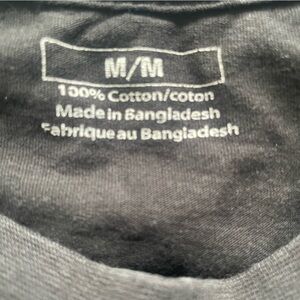 M/M
100% Cotton/coton
Made in Bangladesh
Fabrique au Bangladesh